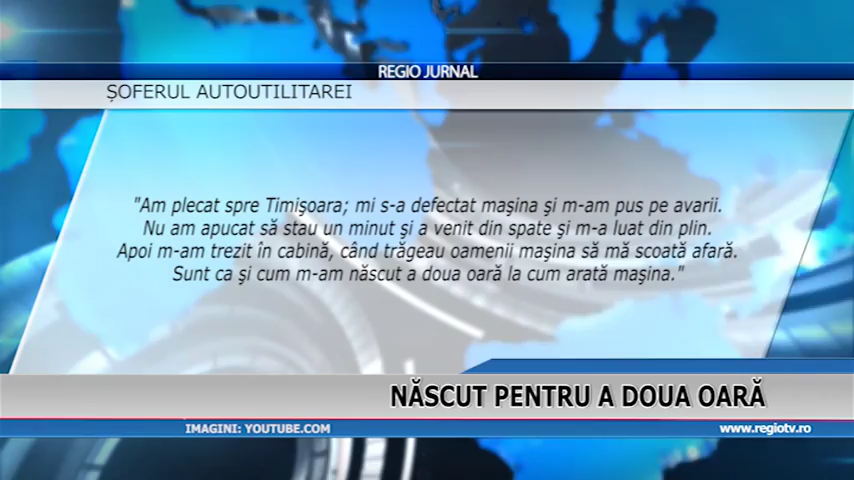 REGIO JURNAL
ȘOFERUL AUTOUTILITAREI
"Am plecat spre Timişoara; mi s-a defectat maşina şi m-am pus pe avarii.
Nu am apucat să stau un minut şi a venit din spate şi m-a luat din plin.
Apoi m-am trezit în cabină, când trăgeau oamenii maşina să mă scoată afară.
Sunt ca şi cum m-am născut a doua oară la cum arată maşina."
NĂSCUT PENTRU A DOUA OARĂ
IMAGINI: YOUTUBE.COM
www.regiotv.ro